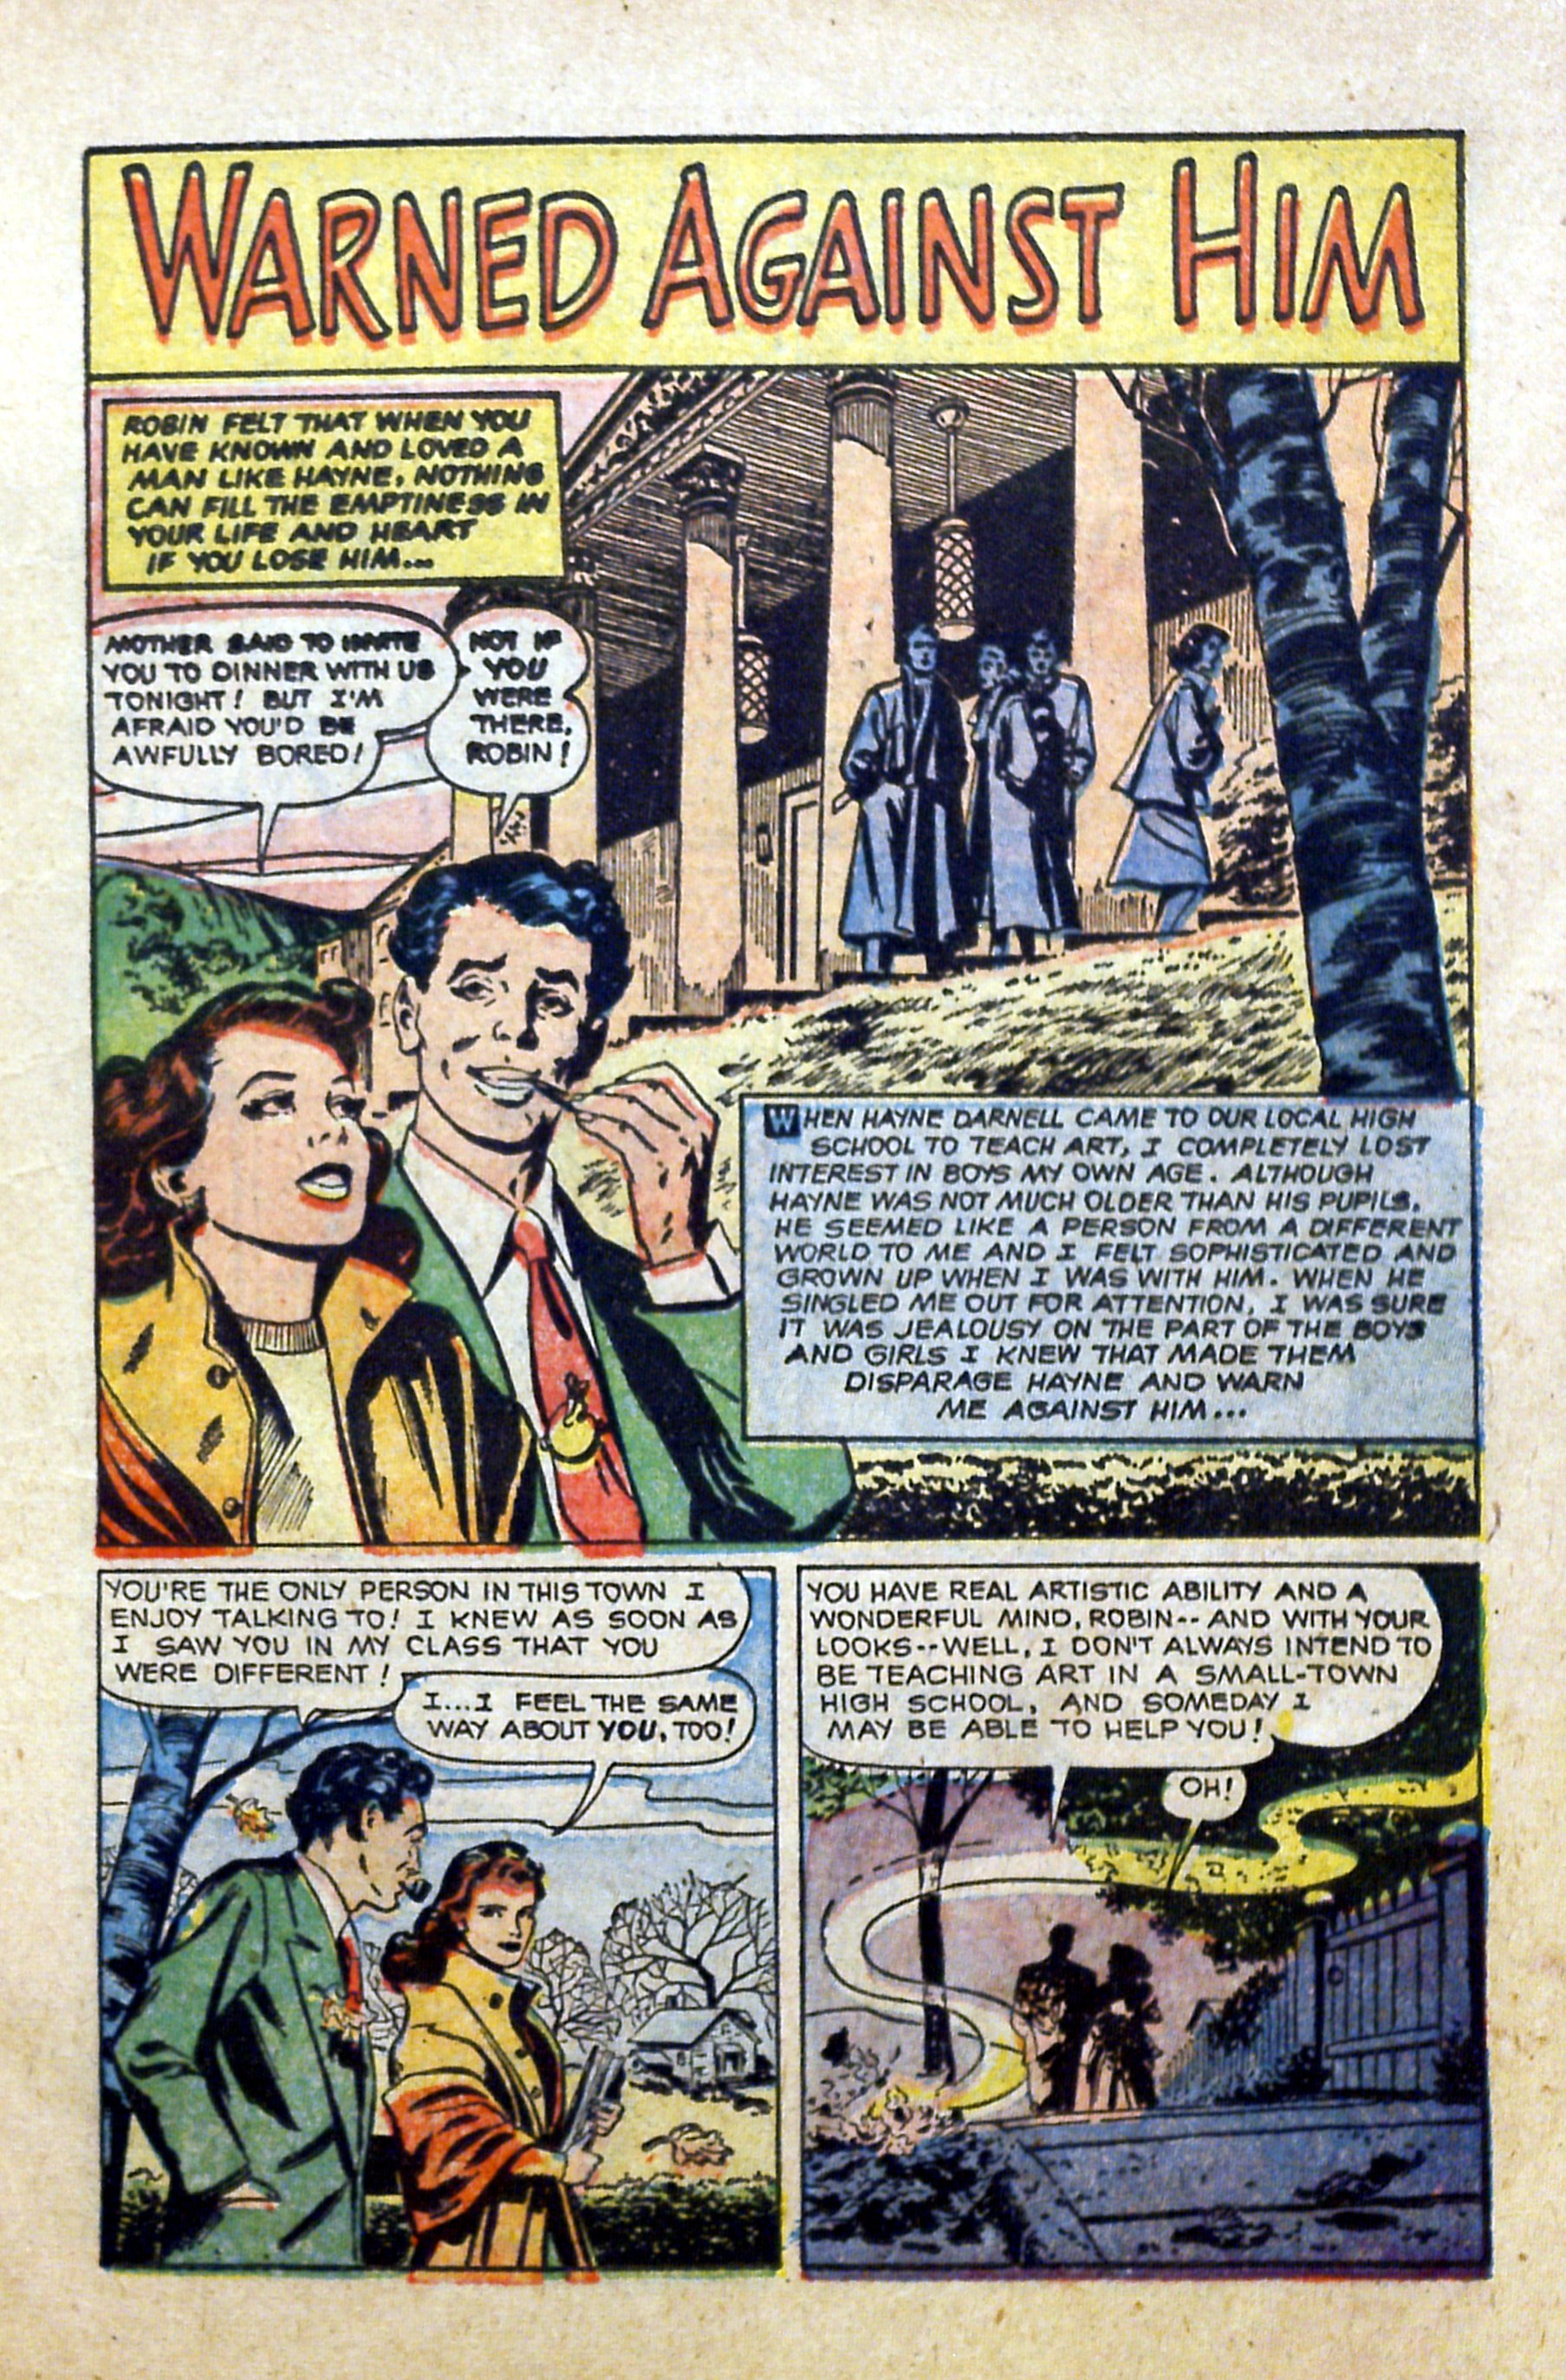 WARNED AGAINST HIM
ROBIN FELT THAT WHEN YOU
HAVE KNOWN AND LOVED A
MAN LIKE HAYNE, NOTHING
CAN FILL THE EMPTINESS IN
YOUR LIFE AND HEART
IF YOU LOSE HIM...
MOTHER SAID TO INVITE
YOU TO DINNER WITH US
TONIGHT! BUT I'M
AFRAID YOU'D BE
AWFULLY BORED!
NOT IF
YOU
WERE
THERE,
ROBIN!
WHEN HAYNE DARNELL CAME TO OUR LOCAL HIGH
SCHOOL TO TEACH ART, I COMPLETELY LOST
INTEREST IN BOYS MY OWN AGE. ALTHOUGH
HAYNE WAS NOT MUCH OLDER THAN HIS PUPILS,
HE SEEMED LIKE A PERSON FROM A DIFFERENT
WORLD TO ME AND I FELT SOPHISTICATED AND
GROWN UP WHEN I WAS WITH HIM. WHEN HE
SINGLED ME OUT FOR ATTENTION, I WAS SURE
IT WAS JEALOUSY ON THE PART OF THE BOYS
AND GIRLS I KNEW THAT MADE THEM
DISPARAGE HAYNE AND WARN
ME AGAINST HIM...
YOU'RE THE ONLY PERSON IN THIS TOWN I
ENJOY TALKING TO! I KNEW AS SOON AS
I SAW YOU IN MY CLASS THAT YOU
WERE DIFFERENT!
I...I FEEL THE SAME
WAY ABOUT YOU, TOO!
YOU HAVE REAL ARTISTIC ABILITY AND A
WONDERFUL MIND, ROBIN-- AND WITH YOUR
LOOKS--WELL, I DON'T ALWAYS INTEND TO
BE TEACHING ART IN A SMALL-TOWN
HIGH SCHOOL, AND SOMEDAY I
MAY BE ABLE TO HELP YOU!
OH!